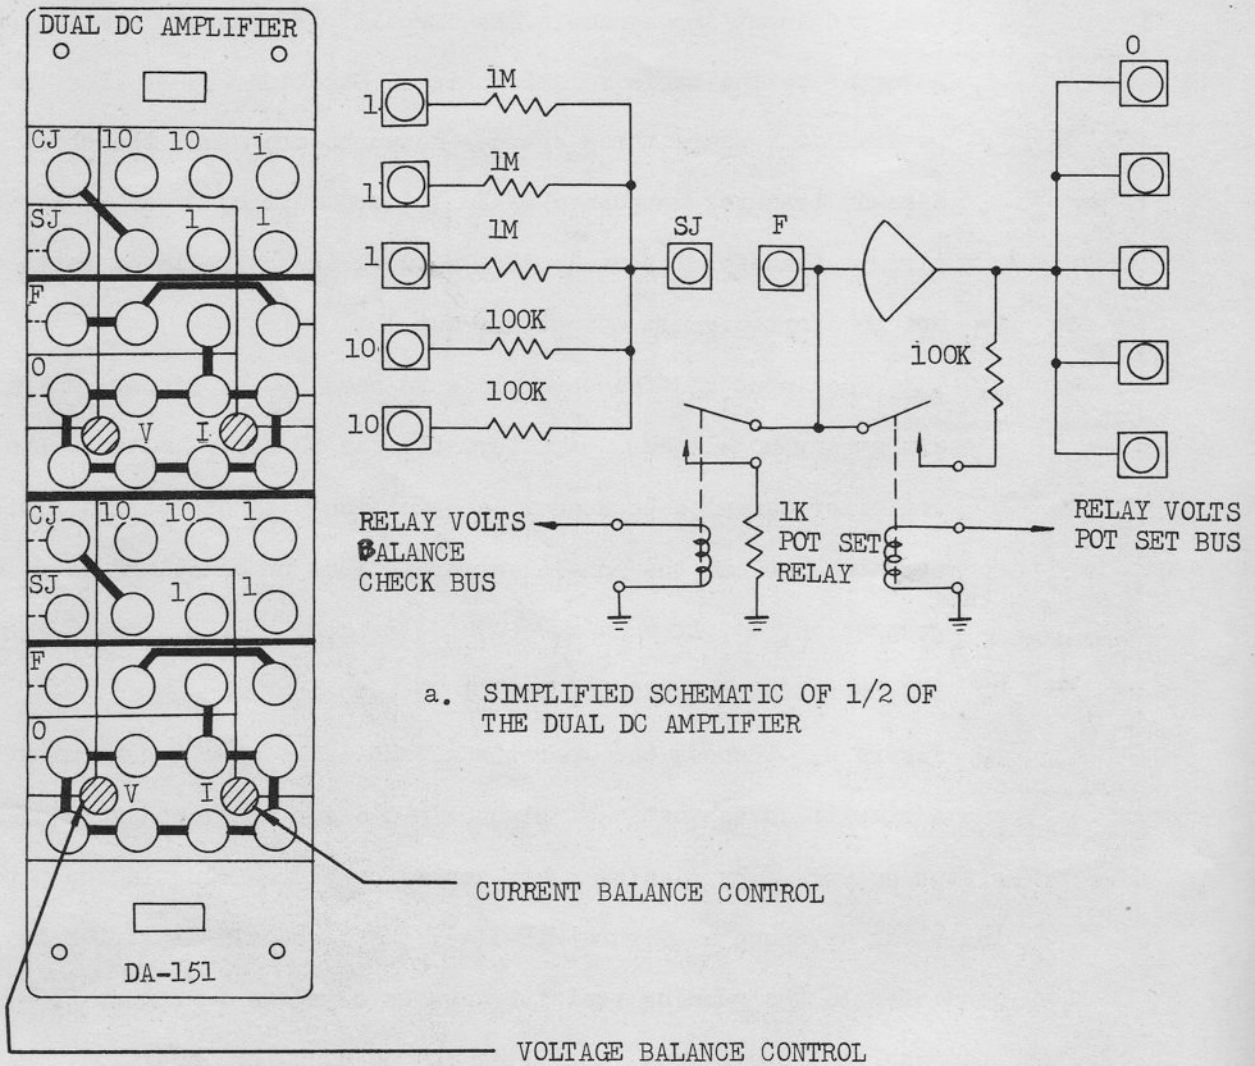 DUAL DC AMPLIFIER
CJ 10 10 1
SJ 1 1
F
O
V I
CJ 10 10 1
SJ 1 1
F
O
V I
DA-151
1 1M
1 1M
1 1M
10 100K
10 100K
SJ F
O
100K
RELAY VOLTS
BALANCE
CHECK BUS
1K
POT SET
RELAY
RELAY VOLTS
POT SET BUS
a. SIMPLIFIED SCHEMATIC OF 1/2 OF
THE DUAL DC AMPLIFIER
CURRENT BALANCE CONTROL
VOLTAGE BALANCE CONTROL